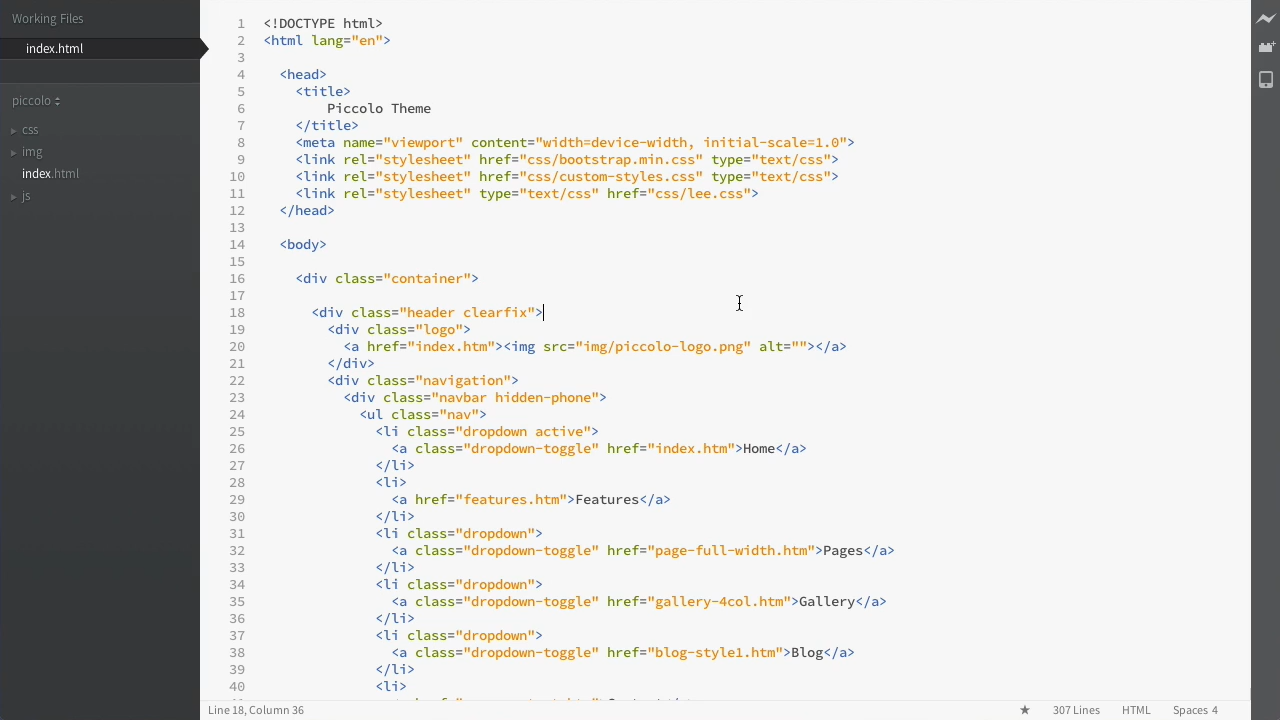 Working Files
index.html
piccolo
css
img
index.html
js
1 <!DOCTYPE html>
2 <html lang="en">
3
4 <head>
5 <title>
6 Piccolo Theme
7 </title>
8 <meta name="viewport" content="width=device-width, initial-scale=1.0">
9 <link rel="stylesheet" href="css/bootstrap.min.css" type="text/css">
10 <link rel="stylesheet" href="css/custom-styles.css" type="text/css">
11 <link rel="stylesheet" type="text/css" href="css/lee.css">
12 </head>
13
14 <body>
15
16 <div class="container">
17
18 <div class="header clearfix">
19 <div class="logo">
20 <a href="index.htm"><img src="img/piccolo-logo.png" alt=""></a>
21 </div>
22 <div class="navigation">
23 <div class="navbar hidden-phone">
24 <ul class="nav">
25 <li class="dropdown active">
26 <a class="dropdown-toggle" href="index.htm">Home</a>
27 </li>
28 <li>
29 <a href="features.htm">Features</a>
30 </li>
31 <li class="dropdown">
32 <a class="dropdown-toggle" href="page-full-width.htm">Pages</a>
33 </li>
34 <li class="dropdown">
35 <a class="dropdown-toggle" href="gallery-4col.htm">Gallery</a>
36 </li>
37 <li class="dropdown">
38 <a class="dropdown-toggle" href="blog-style1.htm">Blog</a>
39 </li>
40 <li>
Line 18, Column 36
307 Lines
HTML
Spaces 4